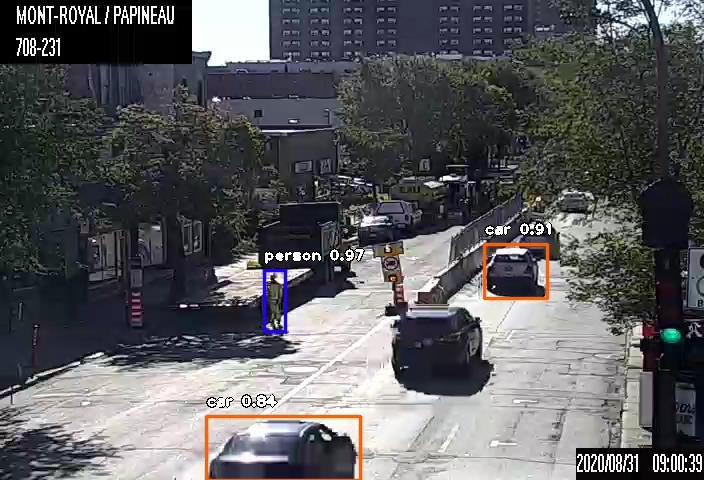 MONT-ROYAL / PAPINEAU
708-231
car 0.91
person 0.97
car 0.84
2020/08/31 09:00:39